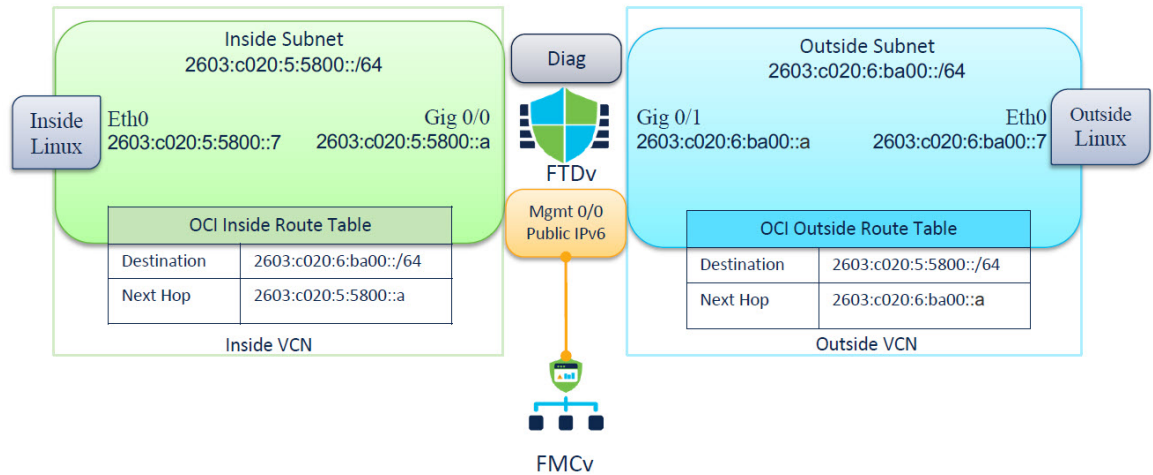 Inside Subnet
2603:c020:5:5800::/64
Inside
Linux
Eth0
2603:c020:5:5800::7
Gig 0/0
2603:c020:5:5800::a
OCI Inside Route Table
Destination 2603:c020:6:ba00::/64
Next Hop 2603:c020:5:5800::a
Inside VCN
Diag
FTDv
Mgmt 0/0
Public IPv6
FMCv
Outside Subnet
2603:c020:6:ba00::/64
Gig 0/1
2603:c020:6:ba00::a
Eth0
2603:c020:6:ba00::7
Outside
Linux
OCI Outside Route Table
Destination 2603:c020:5:5800::/64
Next Hop 2603:c020:6:ba00::a
Outside VCN